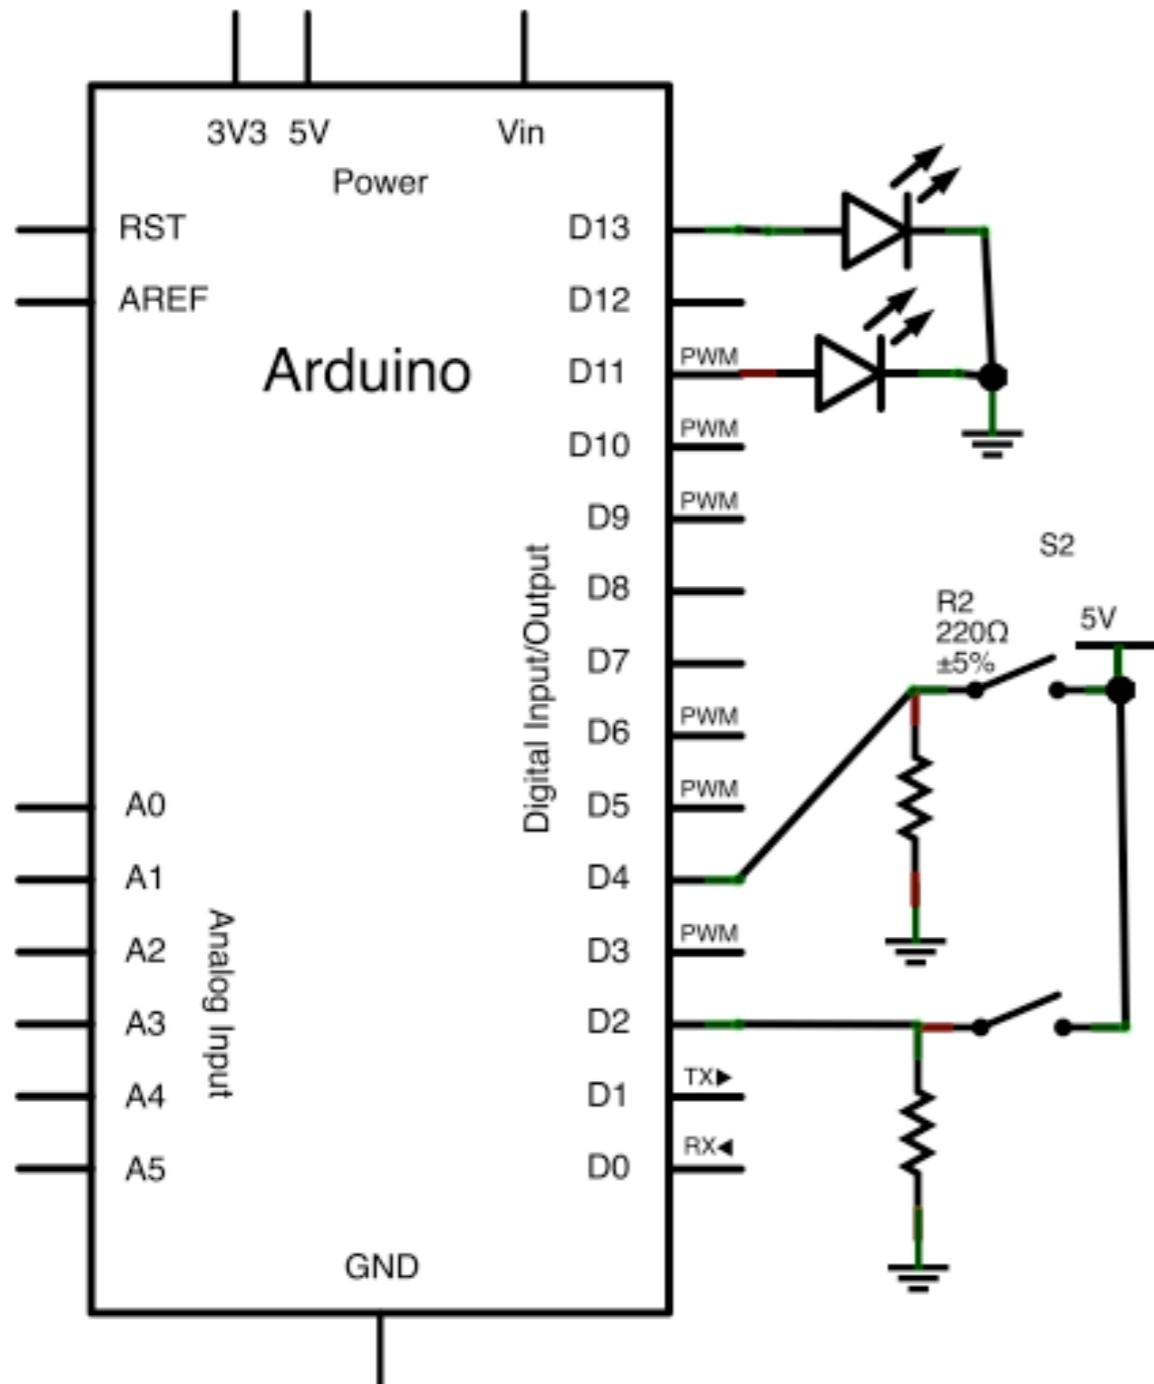 3V3 5V Vin
Power
RST
AREF
Arduino
D13
D12
D11 PWM
D10 PWM
D9 PWM
D8
D7
D6 PWM
D5 PWM
D4
D3 PWM
D2
D1 TX▶
D0 RX◀
Digital Input/Output
A0
A1
A2
A3
A4
A5
Analog Input
GND
S2
R2
220Ω
±5%
5V